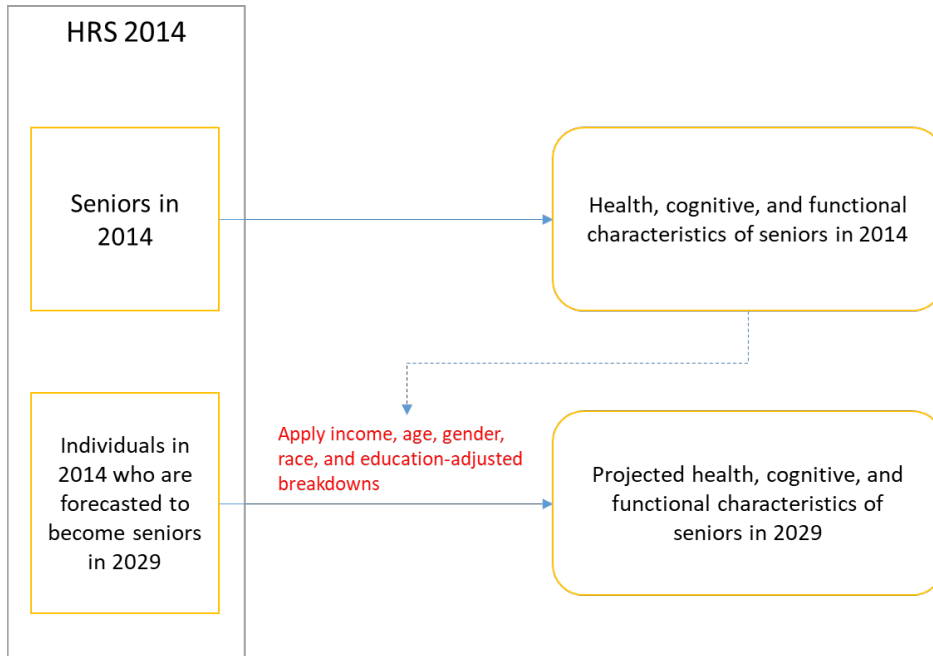 HRS 2014
Seniors in
2014
Health, cognitive, and functional
characteristics of seniors in 2014
Individuals in
2014 who are
forecasted to
become seniors
in 2029
Apply income, age, gender,
race, and education-adjusted
breakdowns
Projected health, cognitive, and
functional characteristics of
seniors in 2029